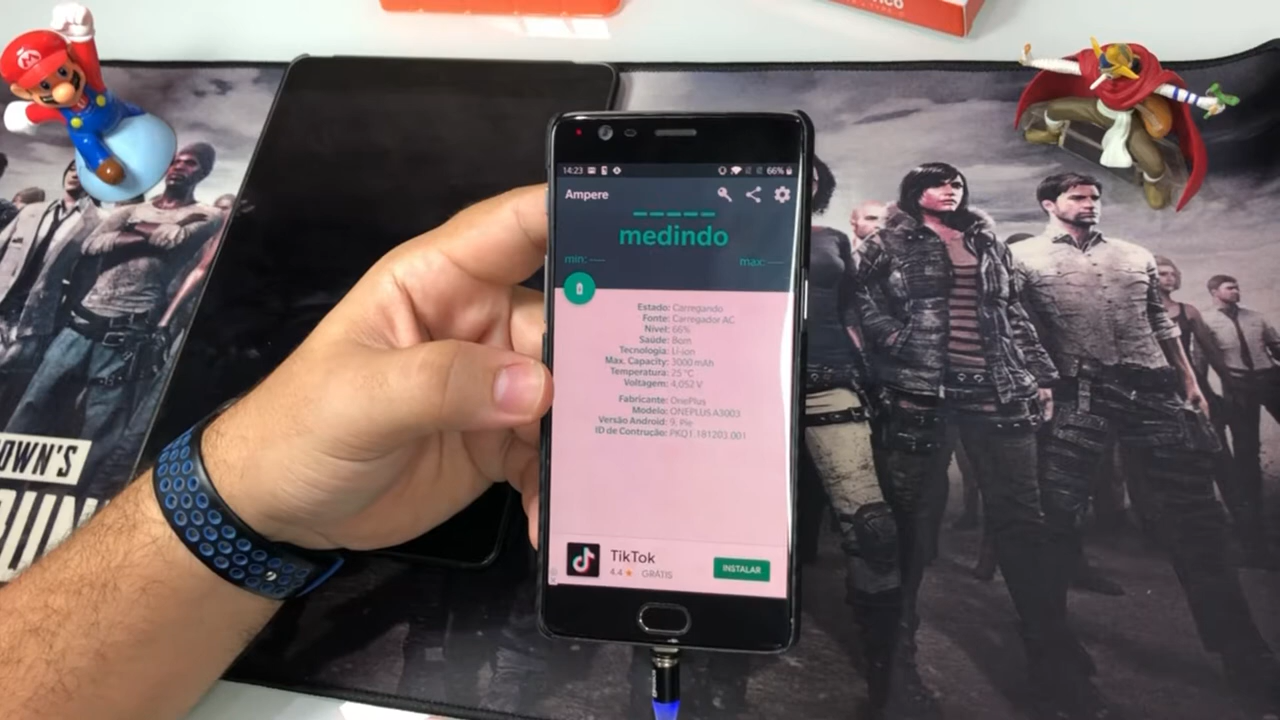 14:23
66%
Ampere
medindo
min: ----
max: ----
Estado: Carregando
Fonte: Carregador AC
Nível: 66%
Saúde: Bom
Tecnologia: Li-ion
Max. Capacity: 3000 mAh
Temperatura: 25 °C
Voltagem: 4,052 V
Fabricante: OnePlus
Modelo: ONEPLUS A3003
Versão Android: 9, Pie
ID de Contrução: PKQ1.181203.001
TikTok
4.4 ★ GRÁTIS
INSTALAR
OWN'S